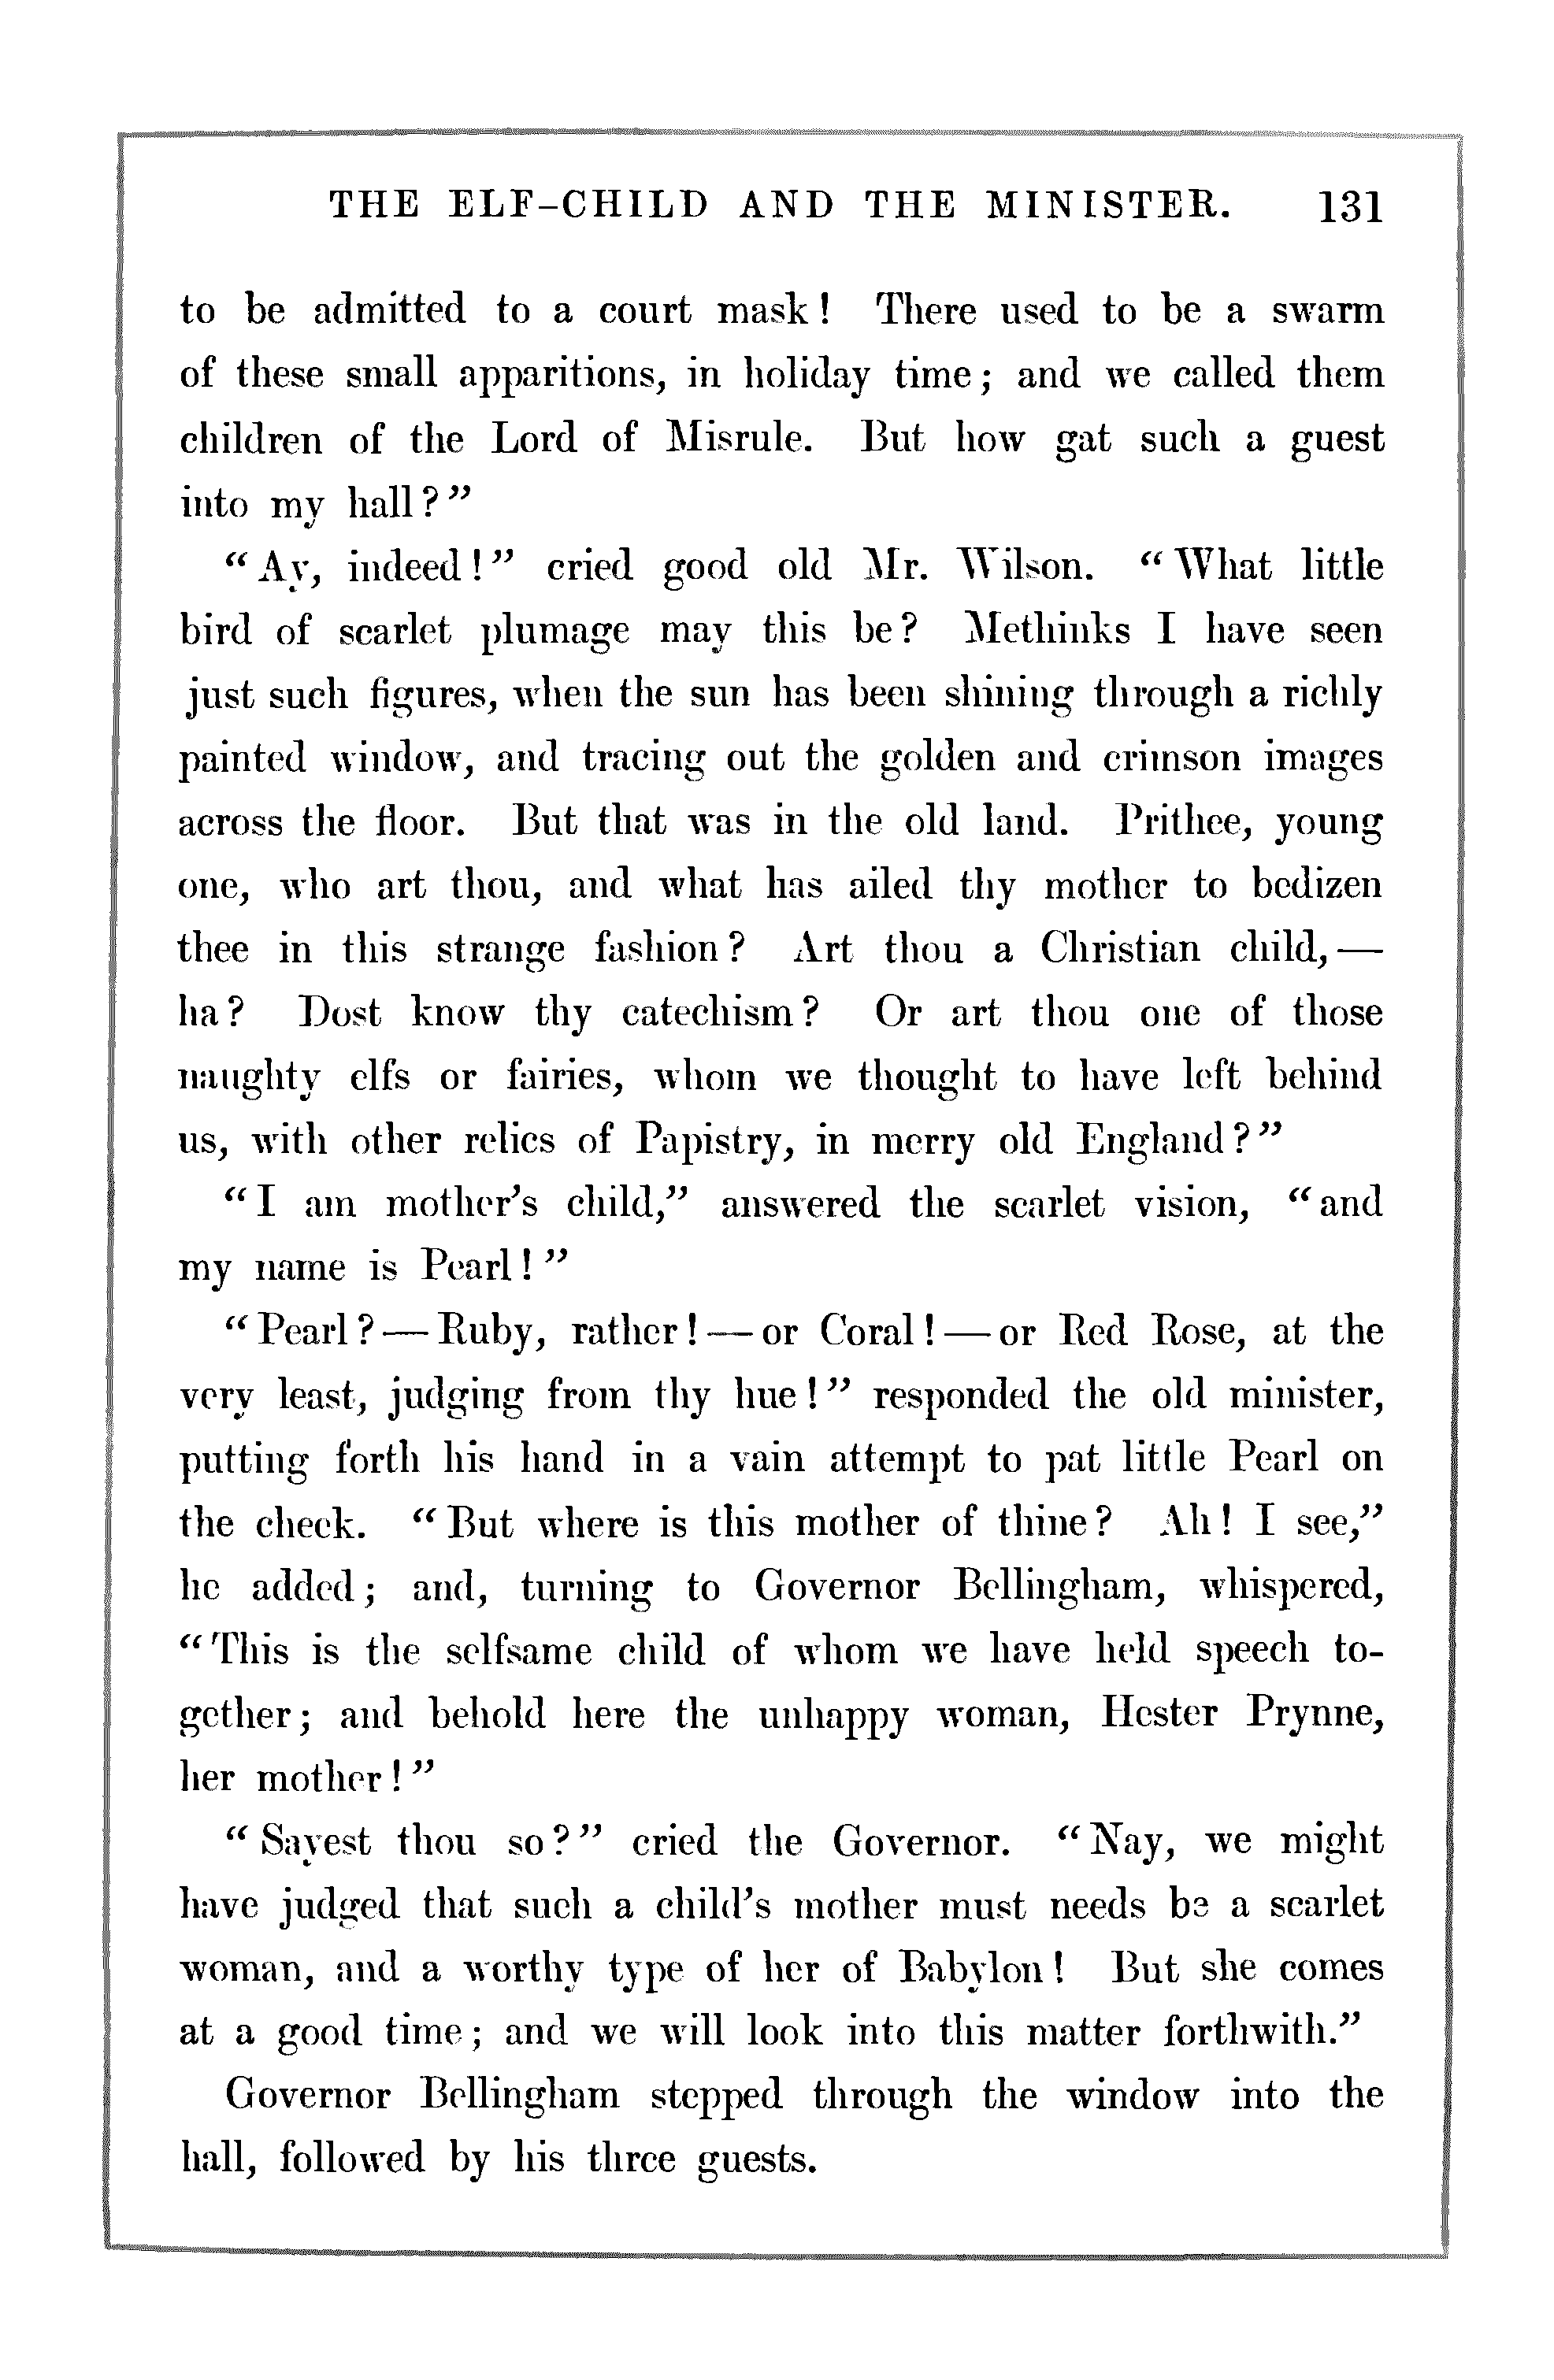 THE ELF-CHILD AND THE MINISTER. 131
to be admitted to a court mask! There used to be a swarm
of these small apparitions, in holiday time; and we called them
children of the Lord of Misrule. But how gat such a guest
into my hall?”
“Ay, indeed!” cried good old Mr. Wilson. “What little
bird of scarlet plumage may this be? Methinks I have seen
just such figures, when the sun has been shining through a richly
painted window, and tracing out the golden and crimson images
across the floor. But that was in the old land. Prithee, young
one, who art thou, and what has ailed thy mother to bedizen
thee in this strange fashion? Art thou a Christian child,—
ha? Dost know thy catechism? Or art thou one of those
naughty elfs or fairies, whom we thought to have left behind
us, with other relics of Papistry, in merry old England?”
“I am mother’s child,” answered the scarlet vision, “and
my name is Pearl!”
“Pearl?—Ruby, rather!—or Coral!—or Red Rose, at the
very least, judging from thy hue!” responded the old minister,
putting forth his hand in a vain attempt to pat little Pearl on
the cheek. “But where is this mother of thine? Ah! I see,”
he added; and, turning to Governor Bellingham, whispered,
“This is the selfsame child of whom we have held speech to-
gether; and behold here the unhappy woman, Hester Prynne,
her mother!”
“Sayest thou so?” cried the Governor. “Nay, we might
have judged that such a child’s mother must needs be a scarlet
woman, and a worthy type of her of Babylon! But she comes
at a good time; and we will look into this matter forthwith.”
Governor Bellingham stepped through the window into the
hall, followed by his three guests.